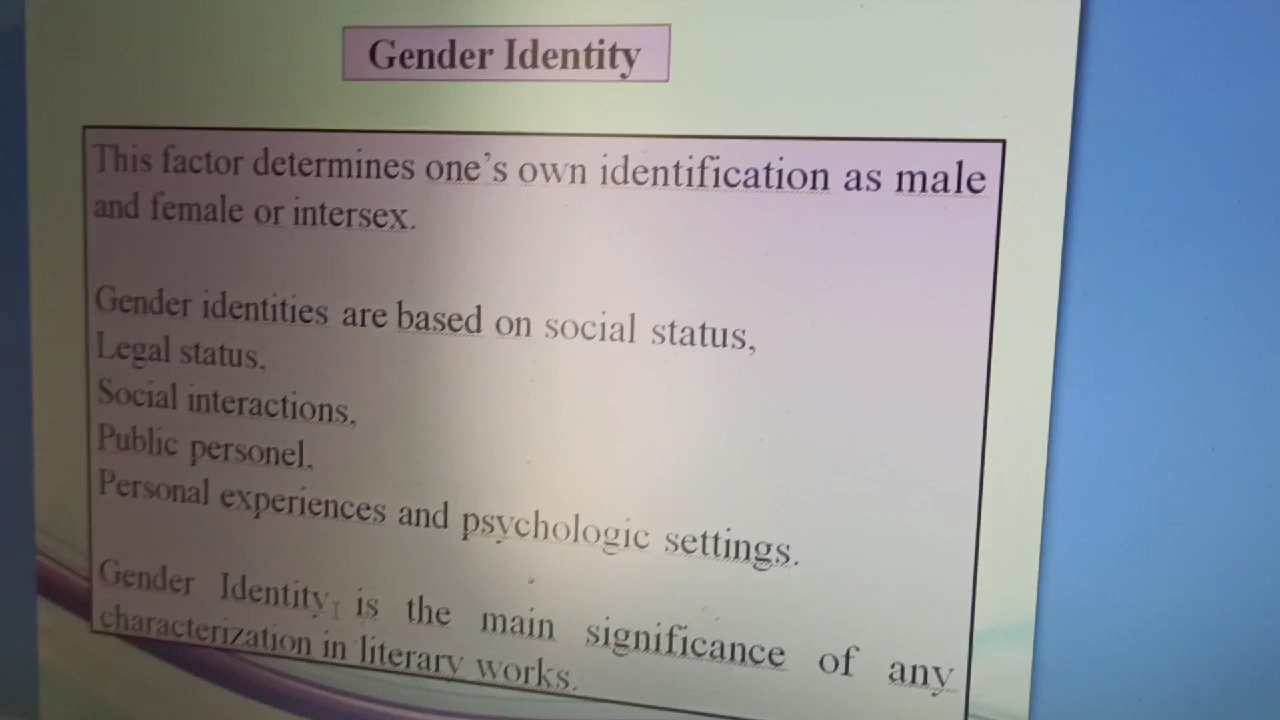 Gender Identity
This factor determines one's own identification as male
and female or intersex.
Gender identities are based on social status,
Legal status,
Social interactions,
Public personel,
Personal experiences and psychologic settings.
Gender Identity is the main significance of any
characterization in literary works.